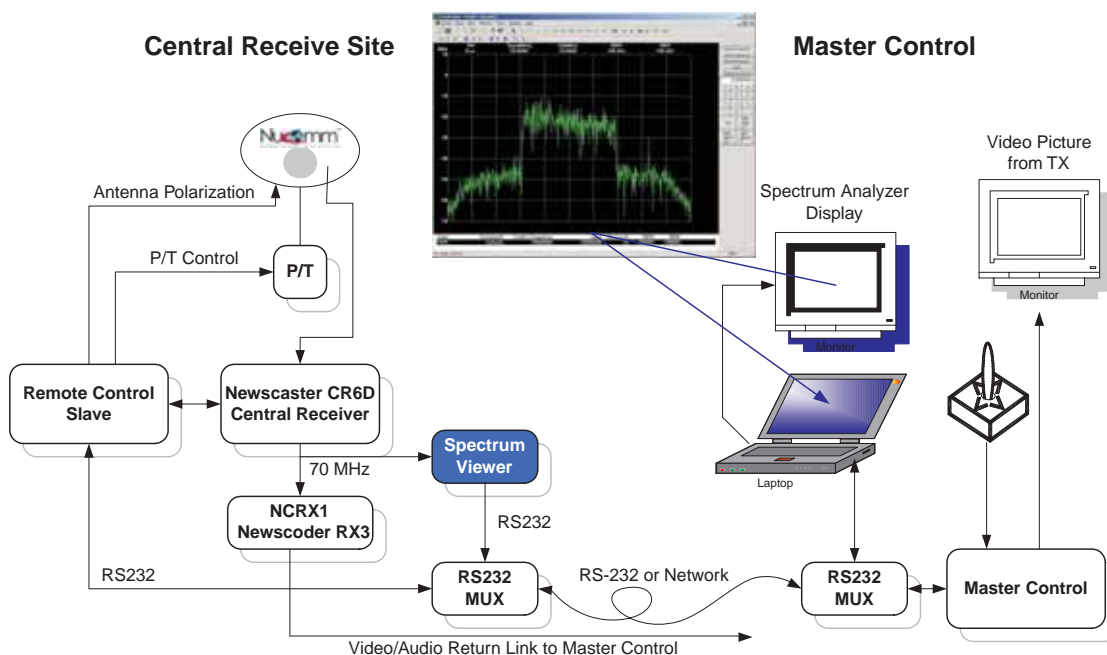 Central Receive Site
Master Control
Nucomm™
Antenna Polarization
P/T Control
P/T
Video Picture
from TX
Spectrum Analyzer
Display
Monitor
Monitor
Remote Control
Slave
Newscaster CR6D
Central Receiver
Spectrum
Viewer
70 MHz
Laptop
NCRX1
Newscoder RX3
RS232
RS232
RS232
MUX
RS-232 or Network
RS232
MUX
Master Control
Video/Audio Return Link to Master Control